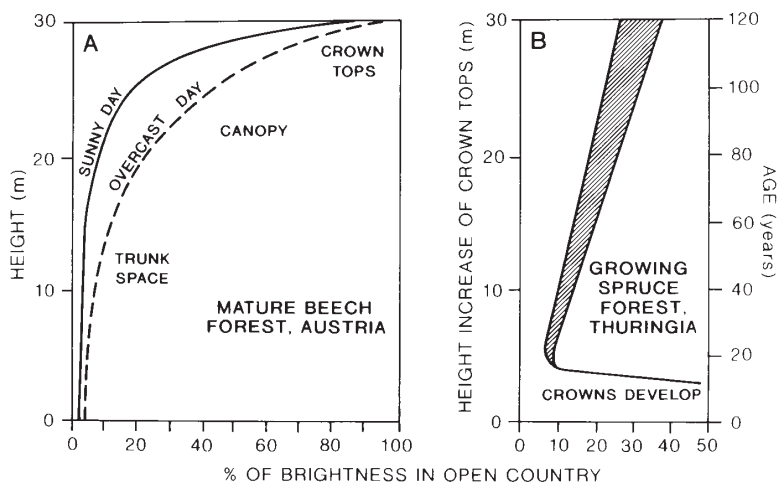 A
30
20
10
0
HEIGHT (m)
SUNNY DAY
OVERCAST DAY
CROWN
TOPS
CANOPY
TRUNK
SPACE
MATURE BEECH
FOREST, AUSTRIA
0 20 40 60 80 100
B
30
20
10
0
HEIGHT INCREASE OF CROWN TOPS (m)
120
100
80
60
40
20
0
AGE (years)
GROWING
SPRUCE
FOREST,
THURINGIA
CROWNS DEVELOP
0 10 20 30 40 50
% OF BRIGHTNESS IN OPEN COUNTRY